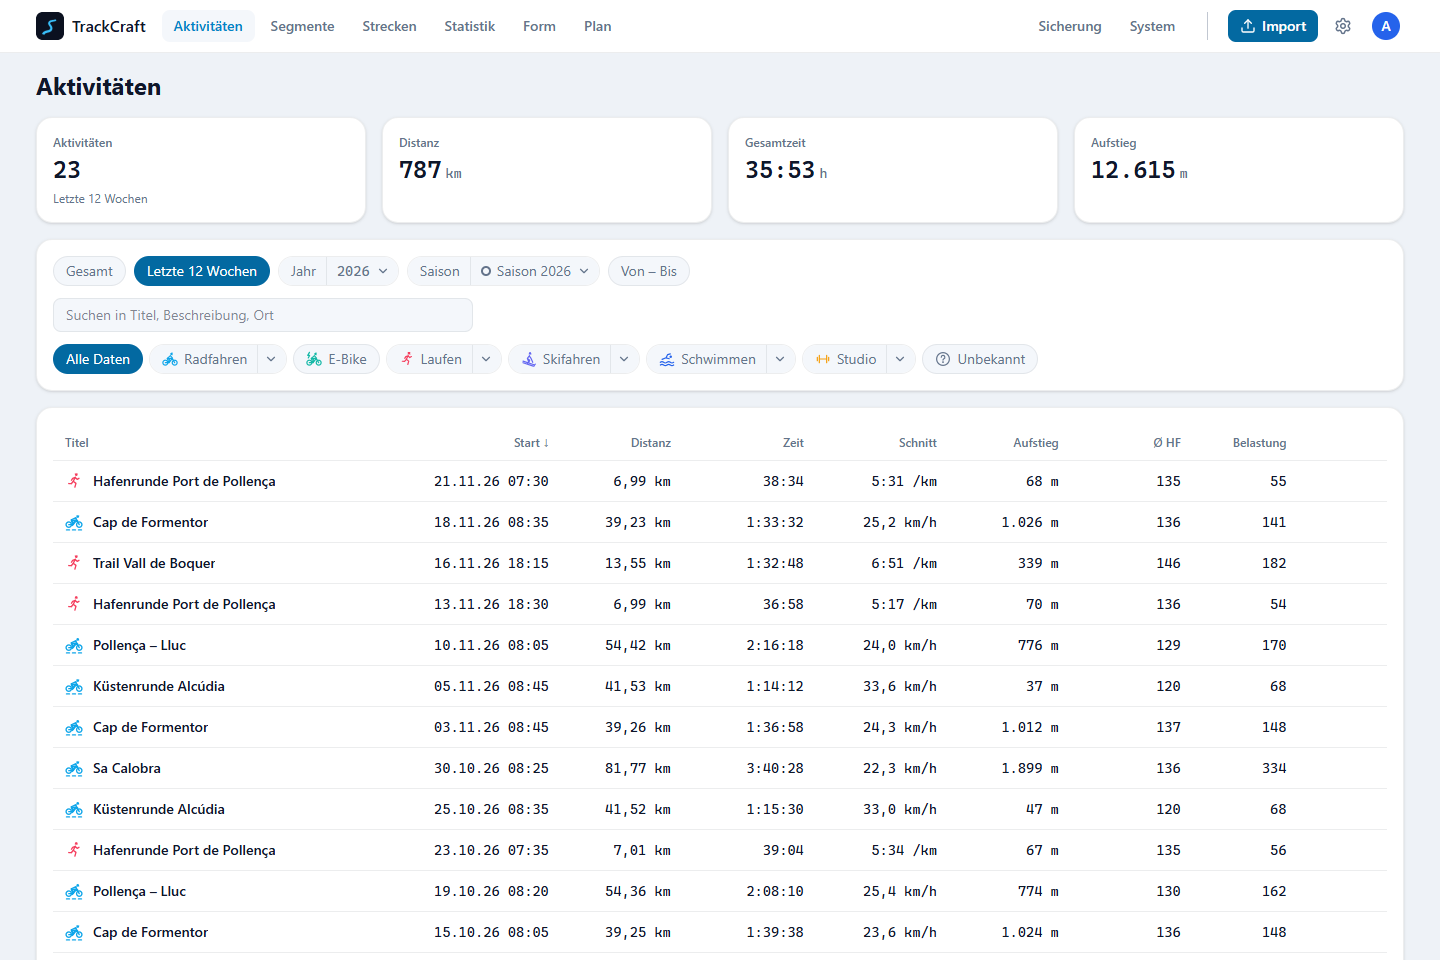 TrackCraft Aktivitäten Segmente Strecken Statistik Form Plan Sicherung System Import A
Aktivitäten
Aktivitäten Distanz Gesamtzeit Aufstieg
23 787 km 35:53 h 12.615 m
Letzte 12 Wochen
Gesamt Letzte 12 Wochen Jahr 2026 Saison Saison 2026 Von – Bis
Suchen in Titel, Beschreibung, Ort
Alle Daten Radfahren E-Bike Laufen Skifahren Schwimmen Studio Unbekannt
Titel Start ↓ Distanz Zeit Schnitt Aufstieg Ø HF Belastung
Hafenrunde Port de Pollença 21.11.26 07:30 6,99 km 38:34 5:31 /km 68 m 135 55
Cap de Formentor 18.11.26 08:35 39,23 km 1:33:32 25,2 km/h 1.026 m 136 141
Trail Vall de Boquer 16.11.26 18:15 13,55 km 1:32:48 6:51 /km 339 m 146 182
Hafenrunde Port de Pollença 13.11.26 18:30 6,99 km 36:58 5:17 /km 70 m 136 54
Pollença – Lluc 10.11.26 08:05 54,42 km 2:16:18 24,0 km/h 776 m 129 170
Küstenrunde Alcúdia 05.11.26 08:45 41,53 km 1:14:12 33,6 km/h 37 m 120 68
Cap de Formentor 03.11.26 08:45 39,26 km 1:36:58 24,3 km/h 1.012 m 137 148
Sa Calobra 30.10.26 08:25 81,77 km 3:40:28 22,3 km/h 1.899 m 136 334
Küstenrunde Alcúdia 25.10.26 08:35 41,52 km 1:15:30 33,0 km/h 47 m 120 68
Hafenrunde Port de Pollença 23.10.26 07:35 7,01 km 39:04 5:34 /km 67 m 135 56
Pollença – Lluc 19.10.26 08:20 54,36 km 2:08:10 25,4 km/h 774 m 130 162
Cap de Formentor 15.10.26 08:05 39,25 km 1:39:38 23,6 km/h 1.024 m 136 148